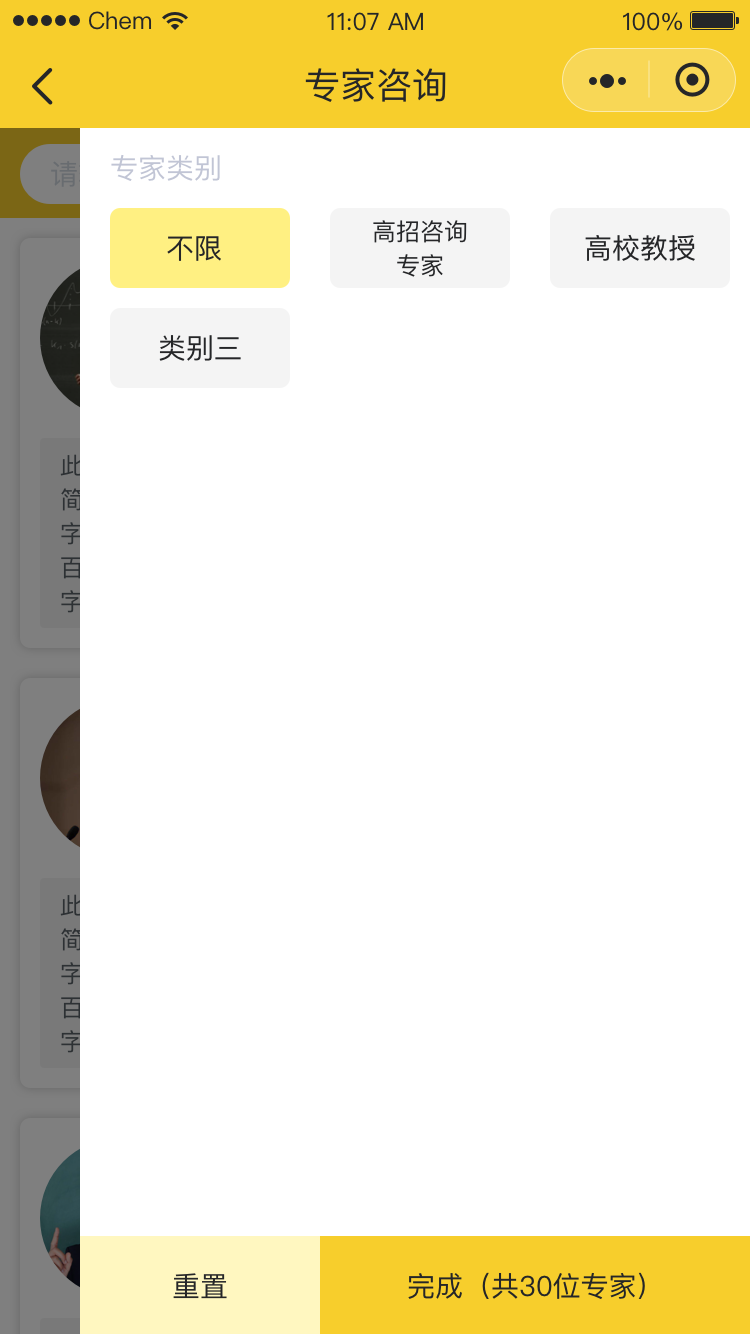 Chem
11:07 AM
100%
专家咨询
请
专家类别
不限
高招咨询
专家
高校教授
类别三
此
简
字
百
字
此
简
字
百
字
重置
完成（共30位专家）